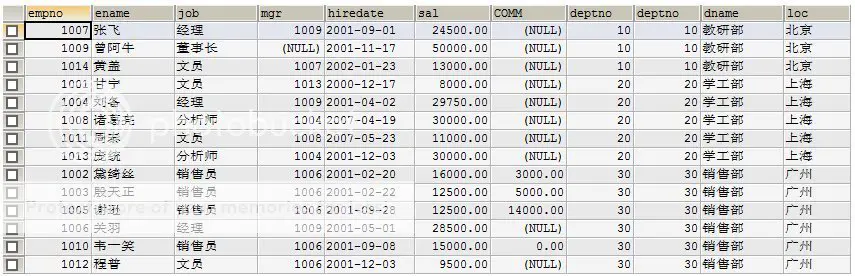 empno ename job mgr hiredate sal COMM deptno deptno dname loc
1007 张飞 经理 1009 2001-09-01 24500.00 (NULL) 10 10 教研部 北京
1009 曾阿牛 董事长 (NULL) 2001-11-17 50000.00 (NULL) 10 10 教研部 北京
1014 黄盖 文员 1007 2002-01-23 13000.00 (NULL) 10 10 教研部 北京
1001 甘宁 文员 1013 2000-12-17 8000.00 (NULL) 20 20 学工部 上海
1004 刘备 经理 1009 2001-04-02 29750.00 (NULL) 20 20 学工部 上海
1008 诸葛亮 分析师 1004 2007-04-19 30000.00 (NULL) 20 20 学工部 上海
1011 周泰 文员 1008 2007-05-23 11000.00 (NULL) 20 20 学工部 上海
1013 庞统 分析师 1004 2001-12-03 30000.00 (NULL) 20 20 学工部 上海
1002 黛绮丝 销售员 1006 2001-02-20 16000.00 3000.00 30 30 销售部 广州
1003 殷天正 销售员 1006 2001-02-22 12500.00 5000.00 30 30 销售部 广州
1005 谢逊 销售员 1006 2001-09-28 12500.00 14000.00 30 30 销售部 广州
1006 关羽 经理 1009 2001-05-01 28500.00 (NULL) 30 30 销售部 广州
1010 韦一笑 销售员 1006 2001-09-08 15000.00 0.00 30 30 销售部 广州
1012 程普 文员 1006 2001-12-03 9500.00 (NULL) 30 30 销售部 广州